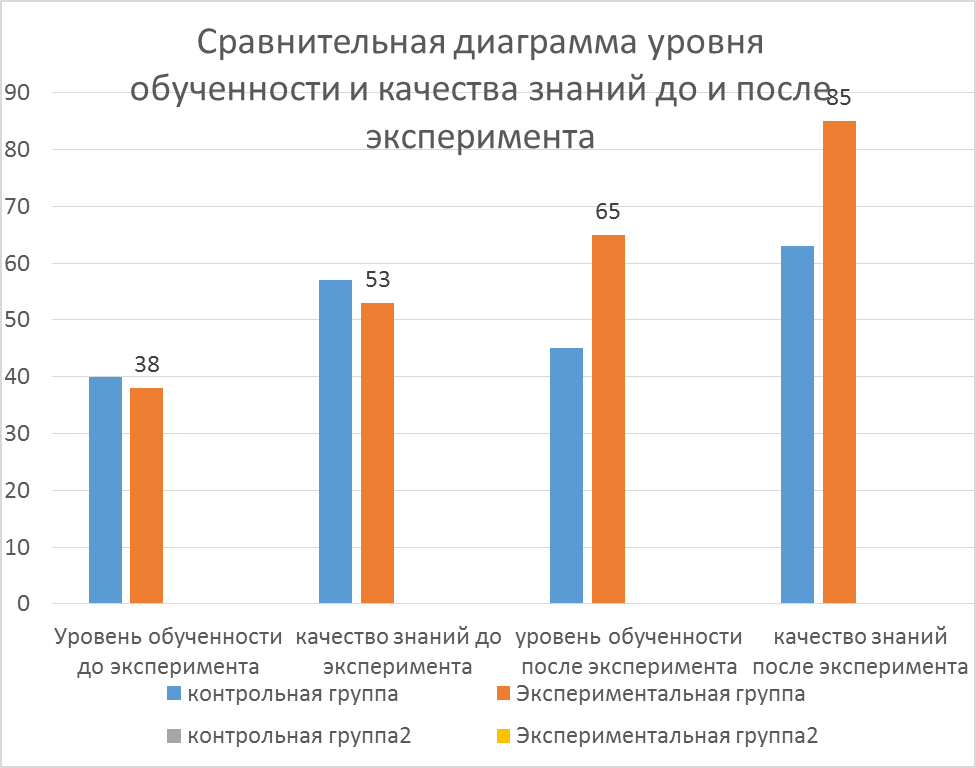 Сравнительная диаграмма уровня
обученности и качества знаний до и после
эксперимента
90
80
70
60
50
40
30
20
10
0
38
53
65
85
Уровень обученности
до эксперимента
качество знаний до
эксперимента
уровень обученности
после эксперимента
качество знаний
после эксперимента
контрольная группа
Экспериментальная группа
контрольная группа2
Экспериментальная группа2